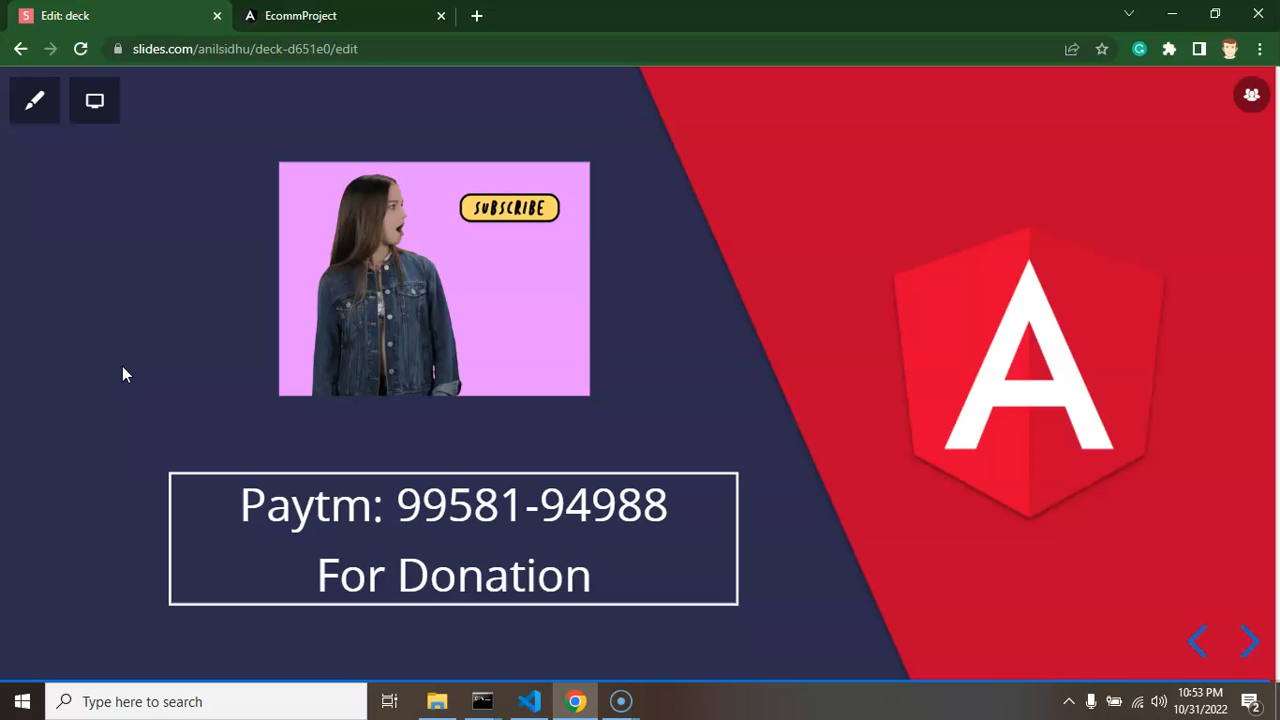 Edit: deck
EcommProject
slides.com/anilsidhu/deck-d651e0/edit
SUBSCRIBE
Paytm: 99581-94988
For Donation
Type here to search
10:53 PM
10/31/2022
2